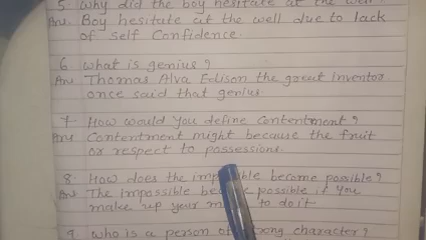 5 why did the boy hesitate at the well
Ans Boy hesitate at the well due to lack
of self Confidence.
6 what is genius?
Ans Thomas Alva Edison the great inventor
once said that genius
7. How would you define contentment?
Ans Contentment might because the fruit
or respect to possessions.
8. How does the become possible?
Ans The impossible possible if you
make up your to do it
9. who is a person of character?